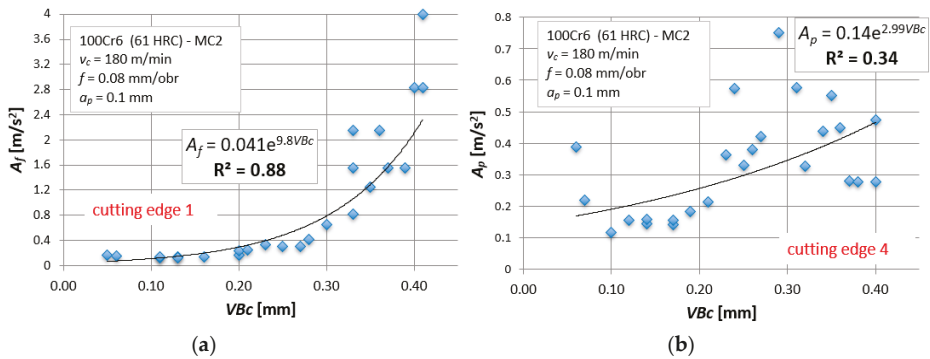 (a)
4
3.6
3.2
2.8
2.4
2
1.6
1.2
0.8
0.4
0
A_f [m/s²]
100Cr6 (61 HRC) - MC2
v_c = 180 m/min
f = 0.08 mm/obr
a_p = 0.1 mm
A_f = 0.041e^{9.8VBc}
R² = 0.88
cutting edge 1
0.00 0.10 0.20 0.30 0.40
VBc [mm]
(a)
(b)
0.8
0.7
0.6
0.5
0.4
0.3
0.2
0.1
0
A_p [m/s²]
100Cr6 (61 HRC) - MC2
v_c = 180 m/min
f = 0.08 mm/obr
a_p = 0.1 mm
A_p = 0.14e^{2.99VBc}
R² = 0.34
cutting edge 4
0.00 0.10 0.20 0.30 0.40
VBc [mm]
(b)